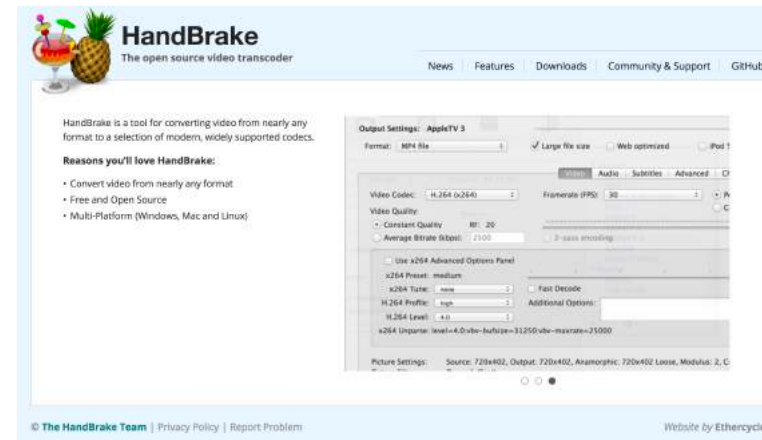 HandBrake
The open source video transcoder
News Features Downloads Community & Support GitHub
HandBrake is a tool for converting video from nearly any
format to a selection of modern, widely supported codecs.
Reasons you'll love HandBrake:
• Convert video from nearly any format
• Free and Open Source
• Multi-Platform (Windows, Mac and Linux)
Output Settings: AppleTV 3
Format: MP4 file Large file size Web optimized iPod
Video Audio Subtitles Advanced
Video Codec: H.264 (x264) Framerate (FPS): 30
Video Quality:
Constant Quality RF: 20
Average Bitrate (kbps): 2500 2-pass encoding
Use x264 Advanced Options Panel
x264 Preset: medium
x264 Tune: none Fast Decode
H.264 Profile: high Additional Options:
H.264 Level: 4.0
x264 Unparse: level=4.0:vbv-bufsize=31250:vbv-maxrate=25000
Picture Settings: Source: 720x402, Output: 720x402, Anamorphic: 720x402 Loose, Modulus: 2,
© The HandBrake Team | Privacy Policy | Report Problem
Website by Ethercycle